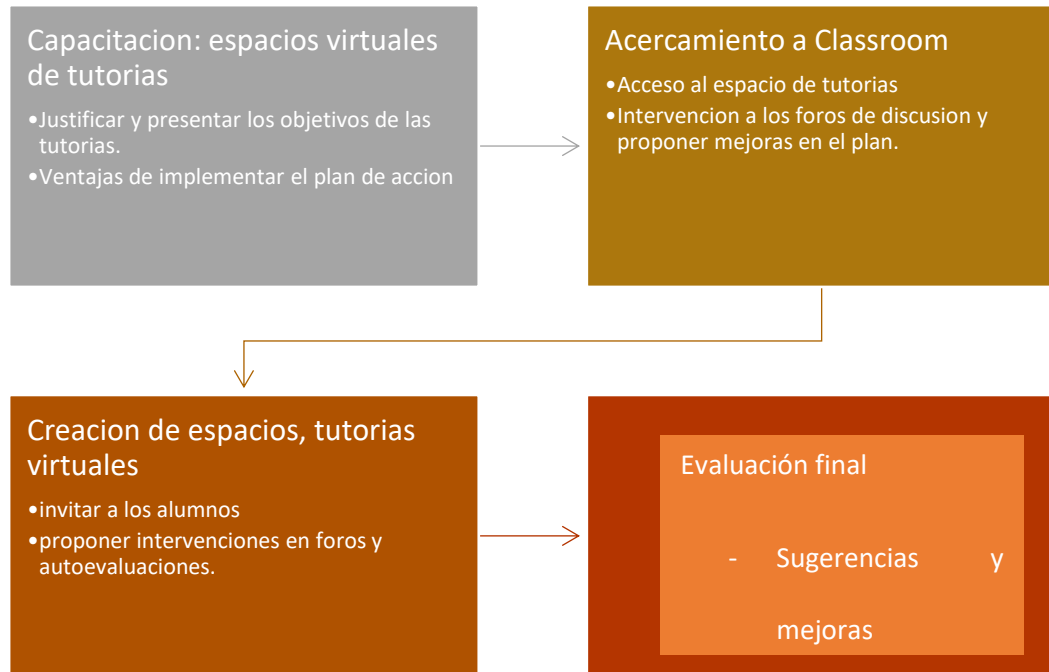 Capacitacion: espacios virtuales
de tutorias
•Justificar y presentar los objetivos de las
tutorias.
•Ventajas de implementar el plan de accion
Acercamiento a Classroom
•Acceso al espacio de tutorias
•Intervencion a los foros de discusion y
proponer mejoras en el plan.
Creacion de espacios, tutorias
virtuales
•invitar a los alumnos
•proponer intervenciones en foros y
autoevaluaciones.
Evaluación final
- Sugerencias y
mejoras